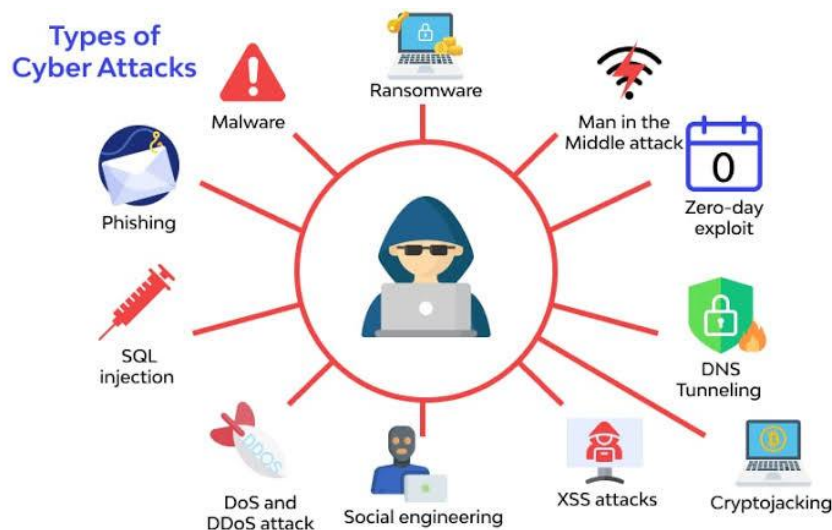 Types of
Cyber Attacks
Ransomware
Malware
Man in the
Middle attack
0
Zero-day
exploit
Phishing
SQL
injection
DNS
Tunneling
DDOS
DoS and
DDoS attack
Social engineering
XSS attacks
Cryptojacking